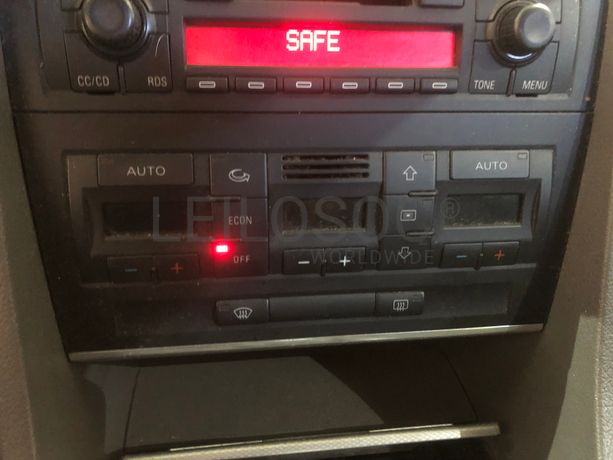 SAFE
CC/CD RDS TONE MENU
AUTO AUTO
ECON
LEILOSOC®
WORLDWIDE
OFF
− + − + − +